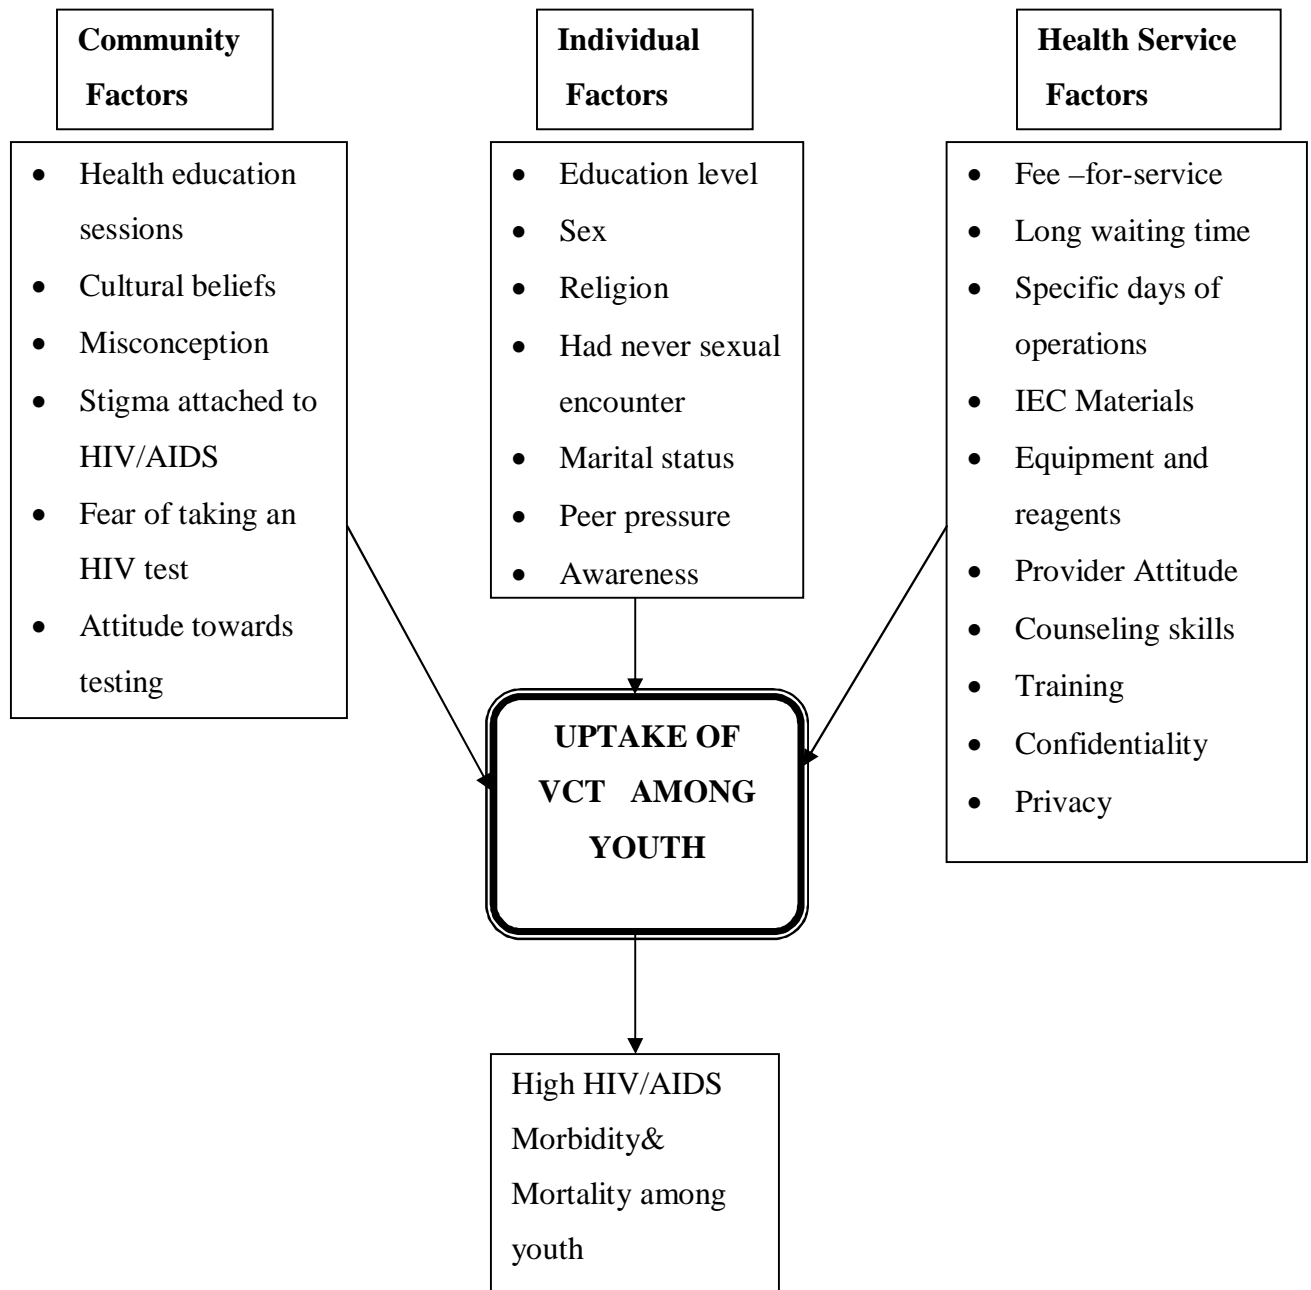 Community
Factors
• Health education
sessions
• Cultural beliefs
• Misconception
• Stigma attached to
HIV/AIDS
• Fear of taking an
HIV test
• Attitude towards
testing
Individual
Factors
• Education level
• Sex
• Religion
• Had never sexual
encounter
• Marital status
• Peer pressure
• Awareness
Health Service
Factors
• Fee –for-service
• Long waiting time
• Specific days of
operations
• IEC Materials
• Equipment and
reagents
• Provider Attitude
• Counseling skills
• Training
• Confidentiality
• Privacy
UPTAKE OF
VCT AMONG
YOUTH
High HIV/AIDS
Morbidity&
Mortality among
youth